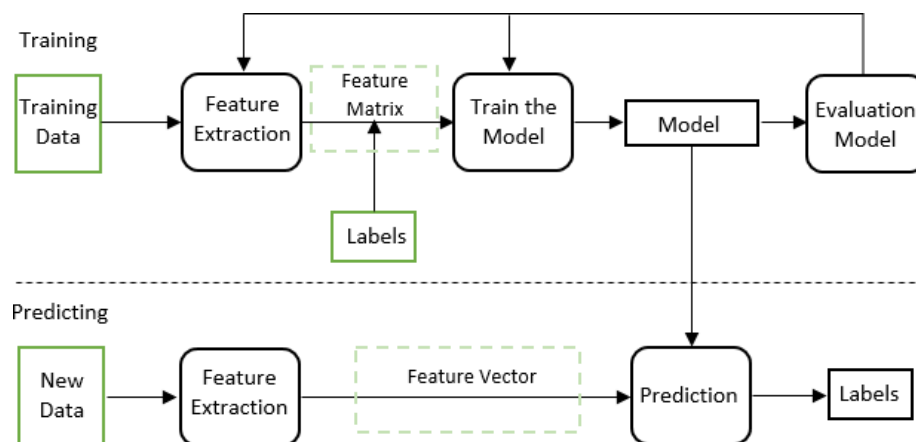 Training
Training
Data
Feature
Extraction
Feature
Matrix
Train the
Model
Model
Evaluation
Model
Labels
Predicting
New
Data
Feature
Extraction
Feature Vector
Prediction
Labels